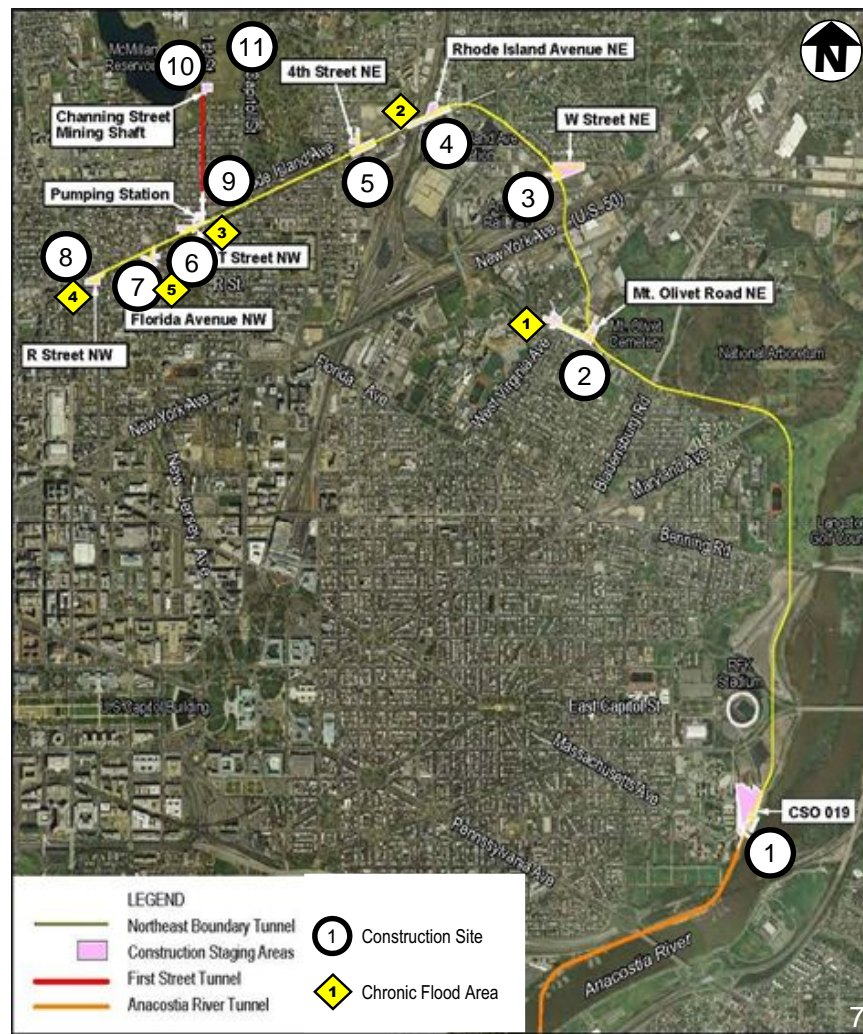 11
N
McMillan
Reservoir
10
1st St
Capitol St
4th Street NE
Rhode Island Avenue NE
Channing Street
Mining Shaft
2
4
W Street NE
5
9
Rhode Island Ave
3
Pumping Station
New York Ave
(U.S. 50)
3
8
6
T Street NW
7
5
R St.
4
Florida Avenue NW
Mt. Olivet Road NE
1
Mt. Olivet
Cemetery
R Street NW
2
National Arboretum
West Virginia Ave
Florida Ave
New York Ave
Bladensburg Rd
Maryland Ave
New Jersey Ave
Benning Rd
RFK
Stadium
U.S Capitol Building
East Capitol St
Massachusetts Ave
CSO 019
1
Pennsylvania Ave
Anacostia River
LEGEND
Northeast Boundary Tunnel
Construction Staging Areas
First Street Tunnel
Anacostia River Tunnel
1 Construction Site
1 Chronic Flood Area
7